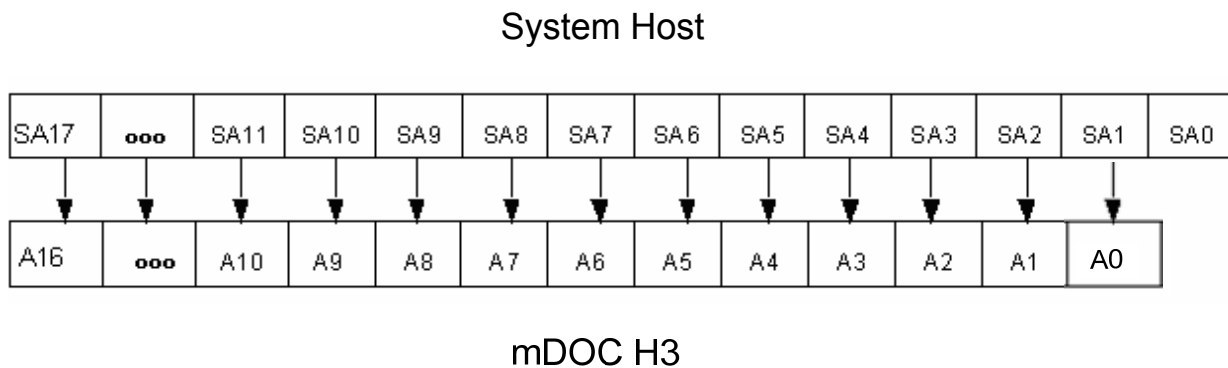 System Host
SA17 ooo SA11 SA10 SA9 SA8 SA7 SA6 SA5 SA4 SA3 SA2 SA1 SA0
A16 ooo A10 A9 A8 A7 A6 A5 A4 A3 A2 A1 A0
mDOC H3